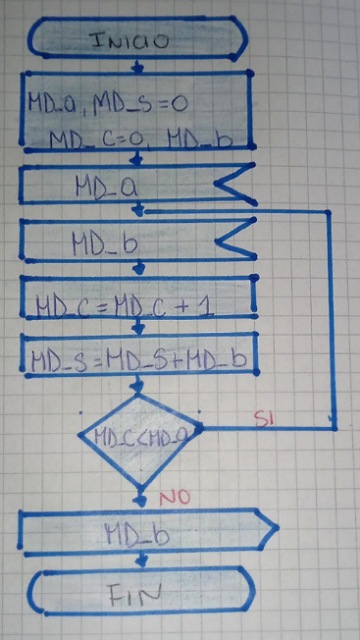 INICIO
MD_a, MD_S=0
MD_C=0, MD_b
MD_a
MD_b
MD_C=MD_C+1
MD_S=MD_S+MD_b
MD_C<MD_a
SI
NO
MD_b
FIN